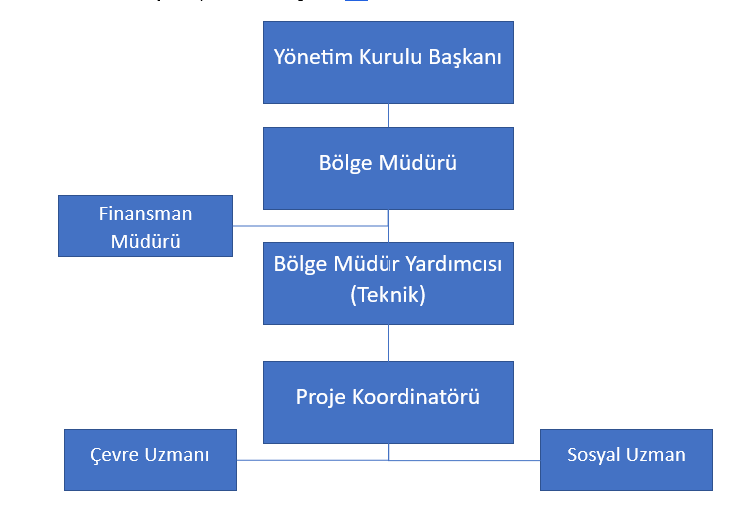 Yönetim Kurulu Başkanı
Bölge Müdürü
Finansman
Müdürü
Bölge Müdür Yardımcısı
(Teknik)
Proje Koordinatörü
Çevre Uzmanı
Sosyal Uzman